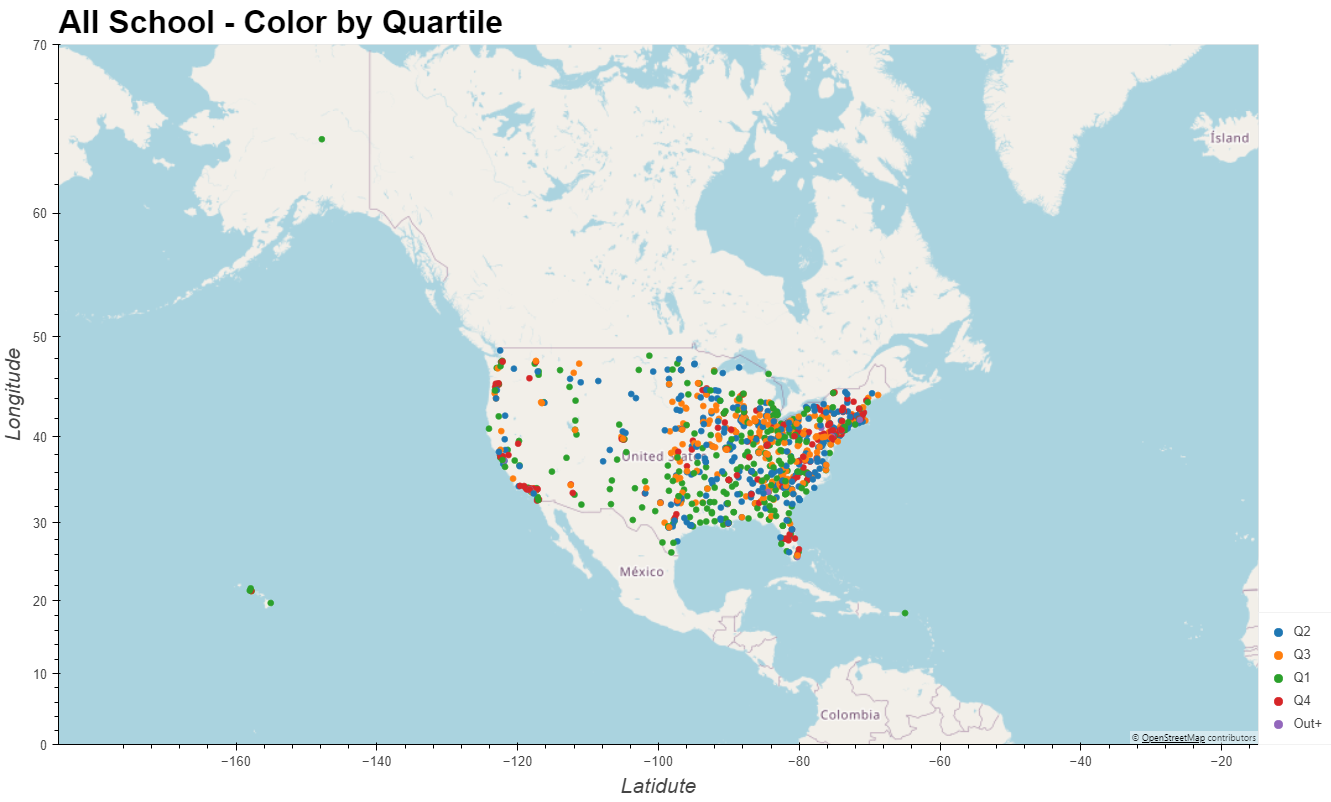 All School - Color by Quartile
70
60
50
40
30
20
10
0
Longitude
Ísland
United States
México
Colombia
© OpenStreetMap contributors
Q2
Q3
Q1
Q4
Out+
−160
−140
−120
−100
−80
−60
−40
−20
Latidute